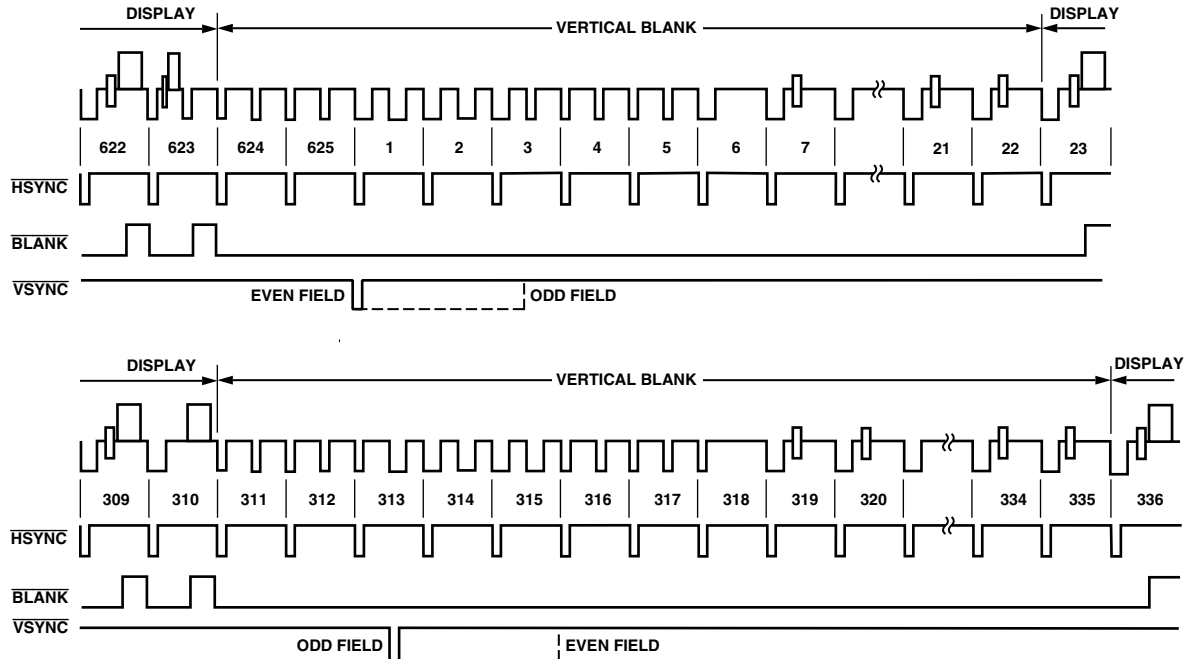 DISPLAY VERTICAL BLANK DISPLAY
622 623 624 625 1 2 3 4 5 6 7 21 22 23
HSYNC
BLANK
VSYNC
EVEN FIELD ODD FIELD
DISPLAY VERTICAL BLANK DISPLAY
309 310 311 312 313 314 315 316 317 318 319 320 334 335 336
HSYNC
BLANK
VSYNC
ODD FIELD EVEN FIELD